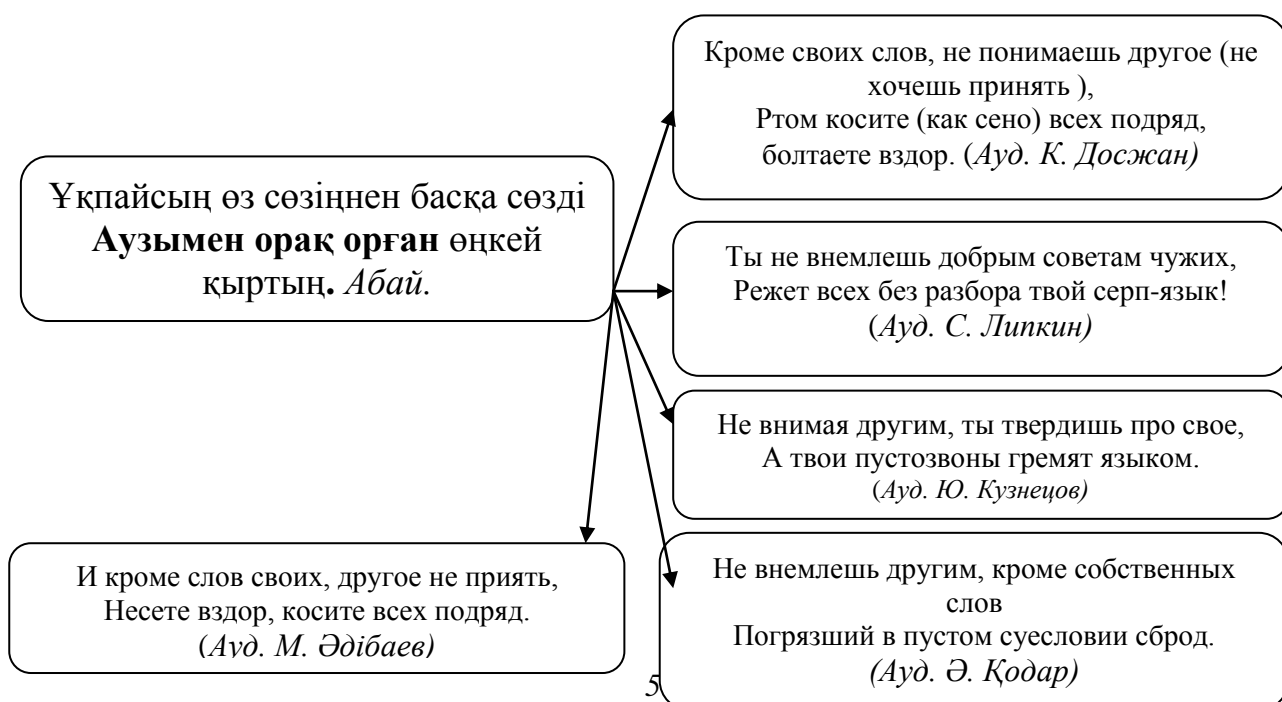 Ұқпайсың өз сөзіңнен басқа сөзді
Аузымен орақ орған өңкей
қыртың. Абай.
Кроме своих слов, не понимаешь другое (не
хочешь принять ),
Ртом косите (как сено) всех подряд,
болтаете вздор. (Ауд. К. Досжан)
Ты не внемлешь добрым советам чужих,
Режет всех без разбора твой серп-язык!
(Ауд. С. Липкин)
Не внимая другим, ты твердишь про свое,
А твои пустозвоны гремят языком.
(Ауд. Ю. Кузнецов)
Не внемлешь другим, кроме собственных
слов
Погрязший в пустом суесловии сброд.
(Ауд. Ә. Қодар)
И кроме слов своих, другое не приять,
Несете вздор, косите всех подряд.
(Ауд. М. Әдібаев)
5